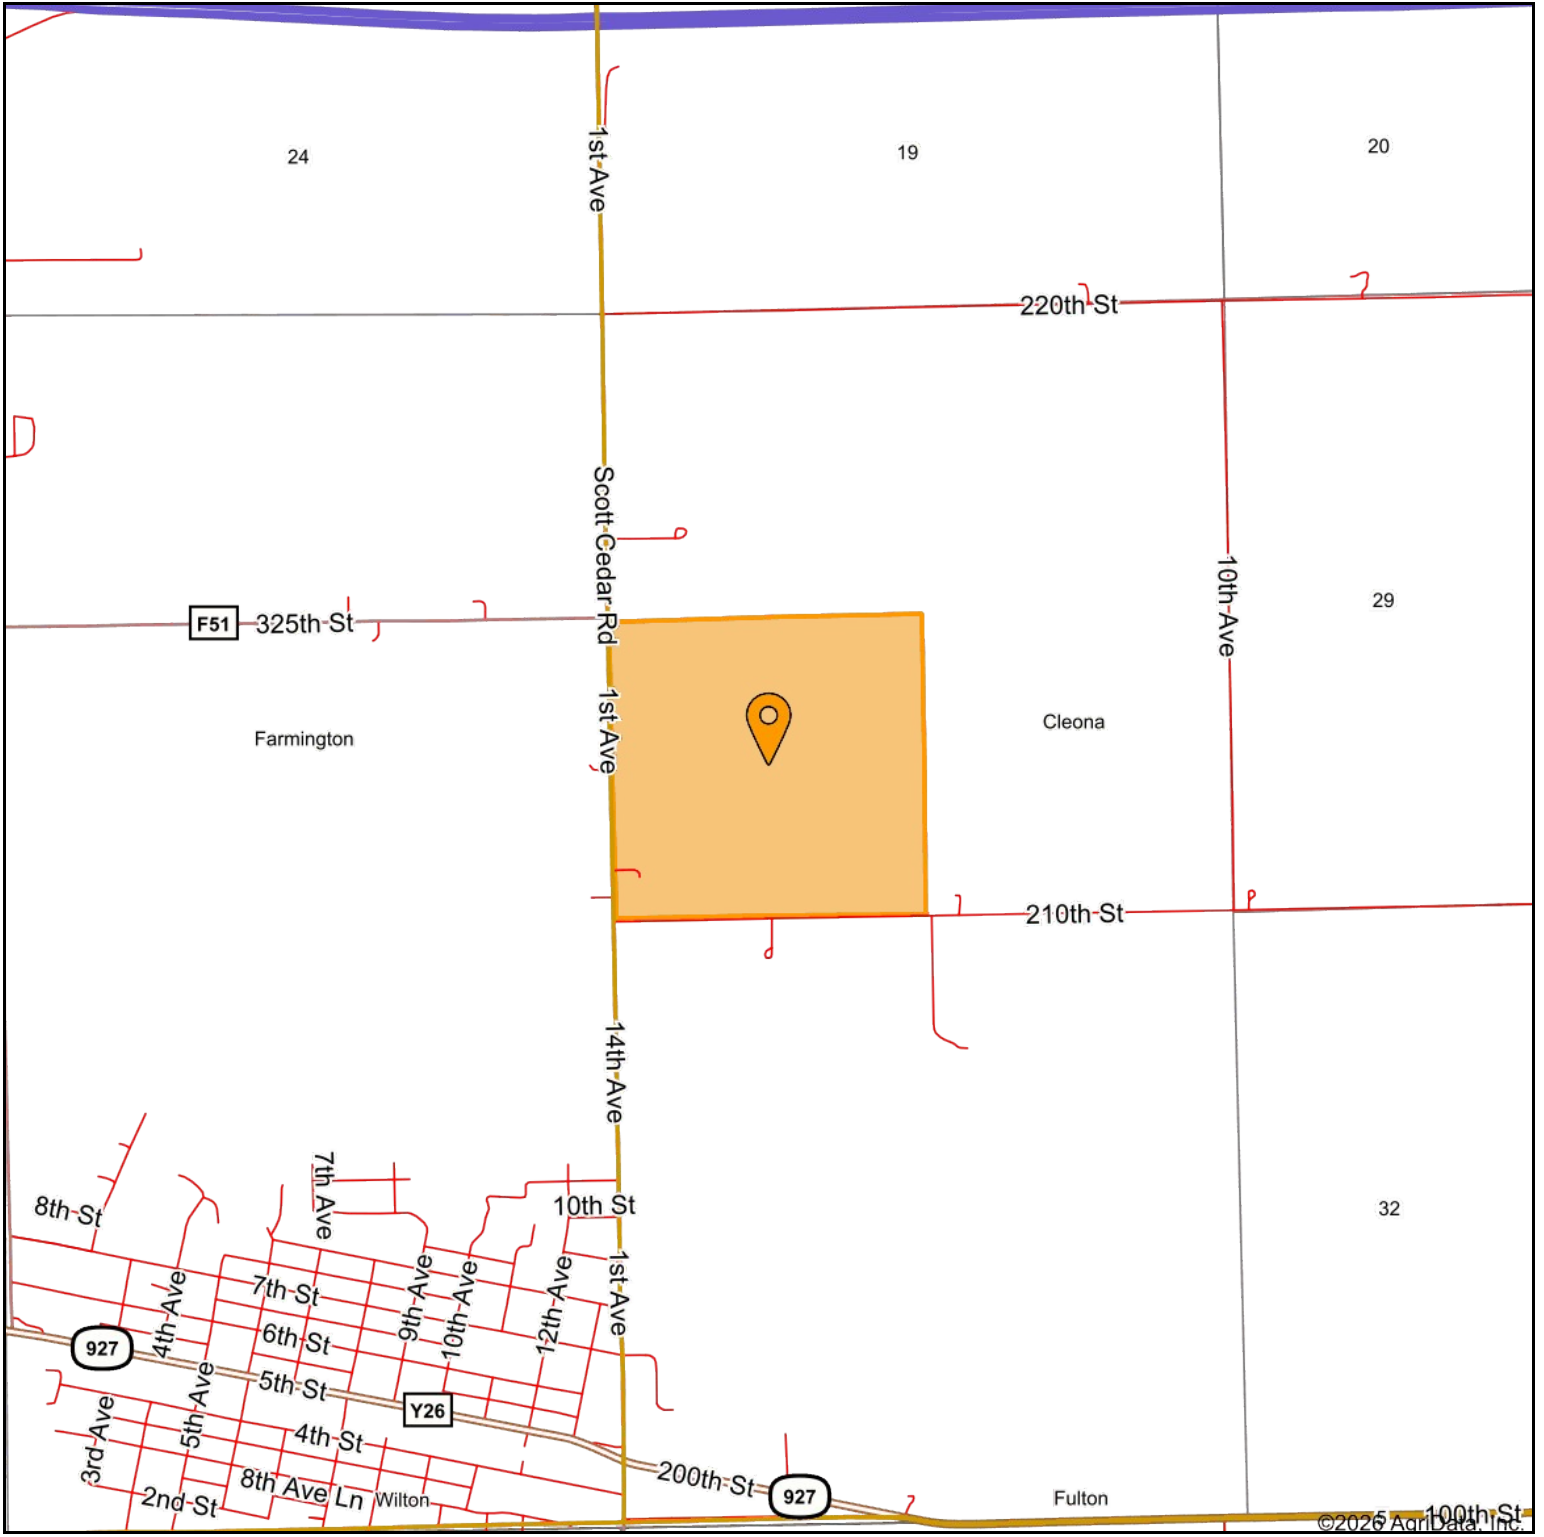 1st Ave
24
19
20
220th St
Scott Cedar Rd
10th Ave
29
F51
325th St
1st Ave
Farmington
Cleona
210th St
14th Ave
7th Ave
8th St
10th St
32
1st Ave
4th Ave
7th St
9th Ave
10th Ave
12th Ave
6th St
927
5th St
5th Ave
Y26
3rd Ave
4th St
200th St
8th Ave Ln
Wilton
2nd St
927
Fulton
5
100th St
©2026 AgriData, Inc.